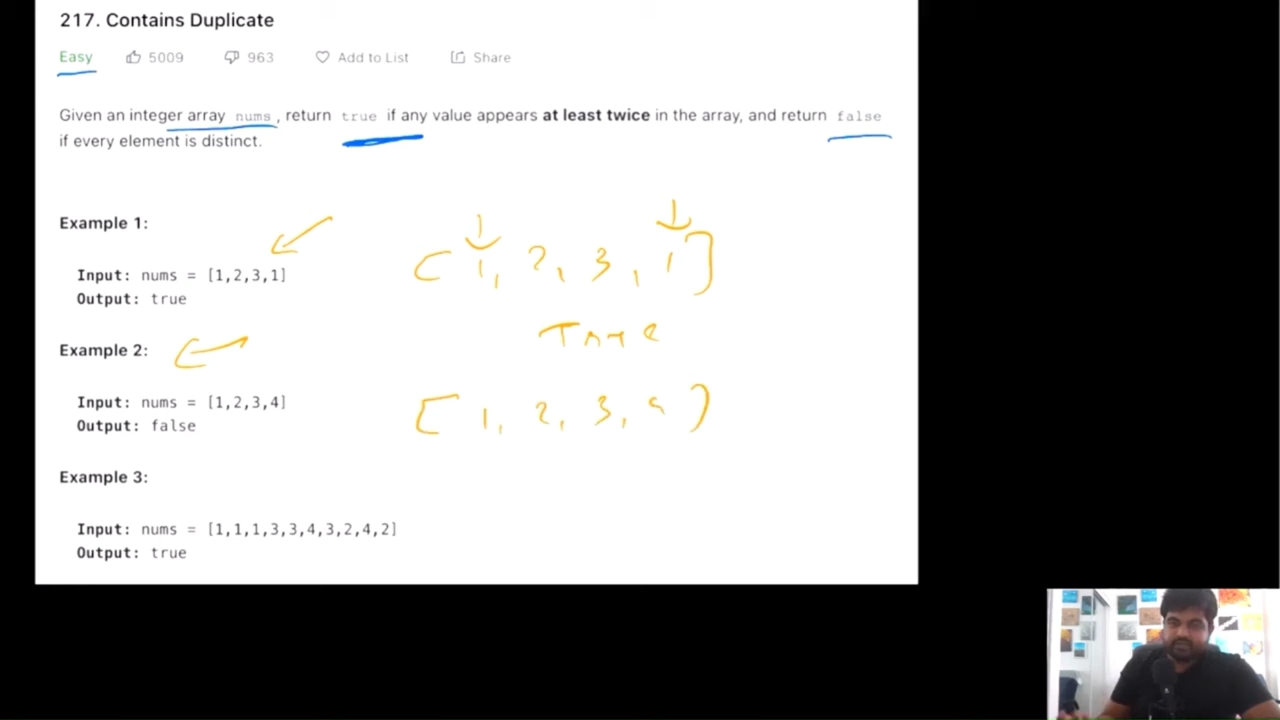 217. Contains Duplicate
Easy 5009 963 Add to List Share
Given an integer array nums, return true if any value appears at least twice in the array, and return false
if every element is distinct.
Example 1:
Input: nums = [1,2,3,1]
Output: true
[1, 2, 3, 1]
True
Example 2:
Input: nums = [1,2,3,4]
Output: false
[1, 2, 3, 4]
Example 3:
Input: nums = [1,1,1,3,3,4,3,2,4,2]
Output: true